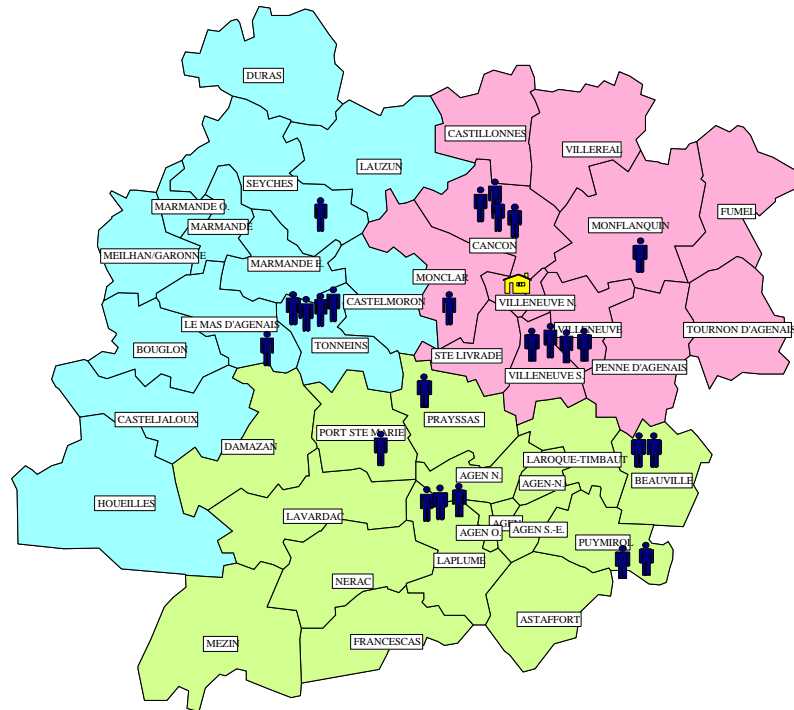 DURAS
CASTILLONNES
VILLEREAL
LAUZUN
SEYCHES
MARMANDE O.
FUMEL
MARMANDE
MONFLANQUIN
CANCON
MEILHAN/GARONNE
MARMANDE E.
MONCLAR
CASTELMORON
VILLENEUVE N.
LE MAS D'AGENAIS
VILLENEUVE
TOURNON D'AGENAIS
TONNEINS
BOUGLON
STE LIVRADE
PENNE D'AGENAIS
VILLENEUVE S.
CASTELJALOUX
PRAYSSAS
PORT STE MARIE
DAMAZAN
LAROQUE-TIMBAUT
AGEN N.
BEAUVILLE
AGEN-N.
HOUEILLES
LAVARDAC
AGEN
AGEN S.-E.
AGEN O.
PUYMIROL
LAPLUME
NERAC
ASTAFFORT
FRANCESCAS
MEZIN